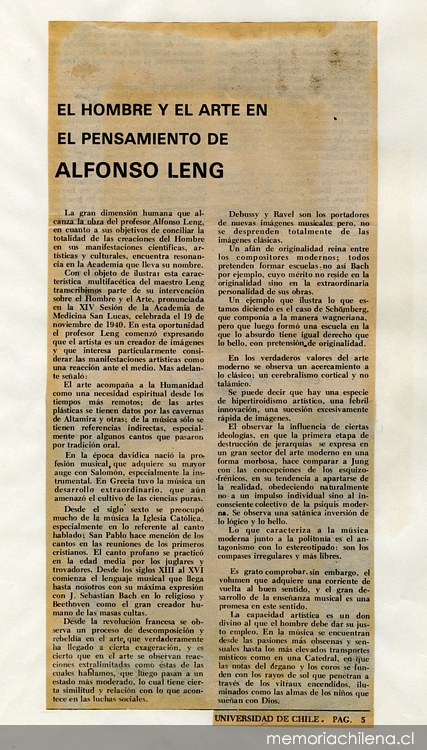 EL HOMBRE Y EL ARTE EN
EL PENSAMIENTO DE
ALFONSO LENG
La gran dimensión humana que al-
canza la obra del profesor Alfonso Leng,
en cuanto a sus objetivos de conciliar la
totalidad de las creaciones del Hombre
en sus manifestaciones científicas, ar-
tísticas y culturales, encuentra resonan-
cia en la Academia que lleva su nombre.
Con el objeto de ilustrar esta carac-
terística multifacética del maestro Leng
transcribimos parte de su intervención
sobre el Hombre y el Arte, pronunciada
en la XIV Sesión de la Academia de
Medicina San Lucas, celebrada el 19 de
noviembre de 1940. En esta oportunidad
el profesor Leng comenzó expresando
que el artista es un creador de imágenes
y que interesa particularmente consi-
derar las manifestaciones artísticas como
una reacción ante el medio. Mas adelan-
te señaló:
El arte acompaña a la Humanidad
como una necesidad espiritual desde los
tiempos más remotos; de las artes
plásticas se tienen datos por las cavernas
de Altamira y otras; de la música sólo se
tienen referencias indirectas, especial-
mente por algunos cantos que pasaron
por tradición oral.
En la época davídica nació la pro-
fesión musical, que adquiere su mayor
auge con Salomón, especialmente la ins-
trumental. En Grecia tuvo la música un
desarrollo extraordinario, que aún
amenazó el cultivo de las ciencias puras.
Desde el siglo sexto se preocupó
mucho de la música la Iglesia Católica,
especialmente en lo referente al canto
hablado; San Pablo hace mención de los
cantos en las reuniones de los primeros
cristianos. El canto profano se practicó
en la edad media por los juglares y
trovadores. Desde los siglos XIII al XVI
comienza el lenguaje musical que llega
hasta nosotros con su máxima expresión
con J. Sebastian Bach en lo religioso y
Beethoven como el gran creador hu-
mano de las masas cultas.
Desde la revolución francesa se ob-
serva un proceso de descomposición y
rebeldía en el arte, que verdaderamente
ha llegado a cierta exageración, y es
cierto que en el arte se observan reac-
ciones extralimitadas como éstas de las
cuales hablamos, que luego pasan a un
estado más moderado, lo cual tiene cier-
ta similitud y relación con lo que acon-
tece en las luchas sociales.
Debussy y Ravel son los portadores
de nuevas imágenes musicales pero, no
se desprenden totalmente de las
imágenes clásicas.
Un afán de originalidad reina entre
los compositores modernos; todos
pretenden formar escuelas, no así Bach
por ejemplo, cuyo mérito no reside en la
originalidad sino en la extraordinaria
personalidad de sus obras.
Un ejemplo que ilustra lo que es-
tamos diciendo es el caso de Schömberg,
que componía a la manera wagneriana,
pero que luego formó una escuela en la
que lo absurdo tiene igual derecho que
lo bello, con pretensión de originalidad.
En los verdaderos valores del arte
moderno se observa un acercamiento a
lo clásico; un cerebralismo cortical y no
talámico.
Se puede decir que hay una especie
de hipertiroidismo artístico, una febril
innovación, una sucesión excesivamente
rápida de imágenes.
El observar la influencia de ciertas
ideologías, en que la primera etapa de
destrucción de jerarquías se expresa en
un gran sector del arte moderno en una
forma morbosa, hace comparar a Jung
con las concepciones de los esquizo-
frénicos, en su tendencia a apartarse de
la realidad, obedeciendo naturalmente
no a un impulso individual sino al in-
consciente colectivo de la psiquis moder-
na. Se observa una satánica inversión de
lo lógico y lo bello.
Lo que caracteriza a la música
moderna junto a la politonía es el an-
tagonismo con lo estereotipado: son los
compases irregulares y más libres.
Es grato comprobar, sin embargo, el
volumen que adquiere una corriente de
vuelta al buen sentido, y el gran de-
sarrollo de la enseñanza musical es una
promesa en este sentido.
La capacidad artística es un don
divino al que el hombre debe dar su jus-
to empleo. En la música se encuentran
desde las pasiones más obscenas y sen-
suales hasta los más elevados transportes
místicos como en una Catedral, en que
las notas del órgano y los coros se fun-
den con los rayos de sol que penetran a
través de los vitraux encendidos, ilu-
minados como las almas de los niños que
sueñan con Dios.
UNIVERSIDAD DE CHILE. PAG. 5
memoriachilena.cl